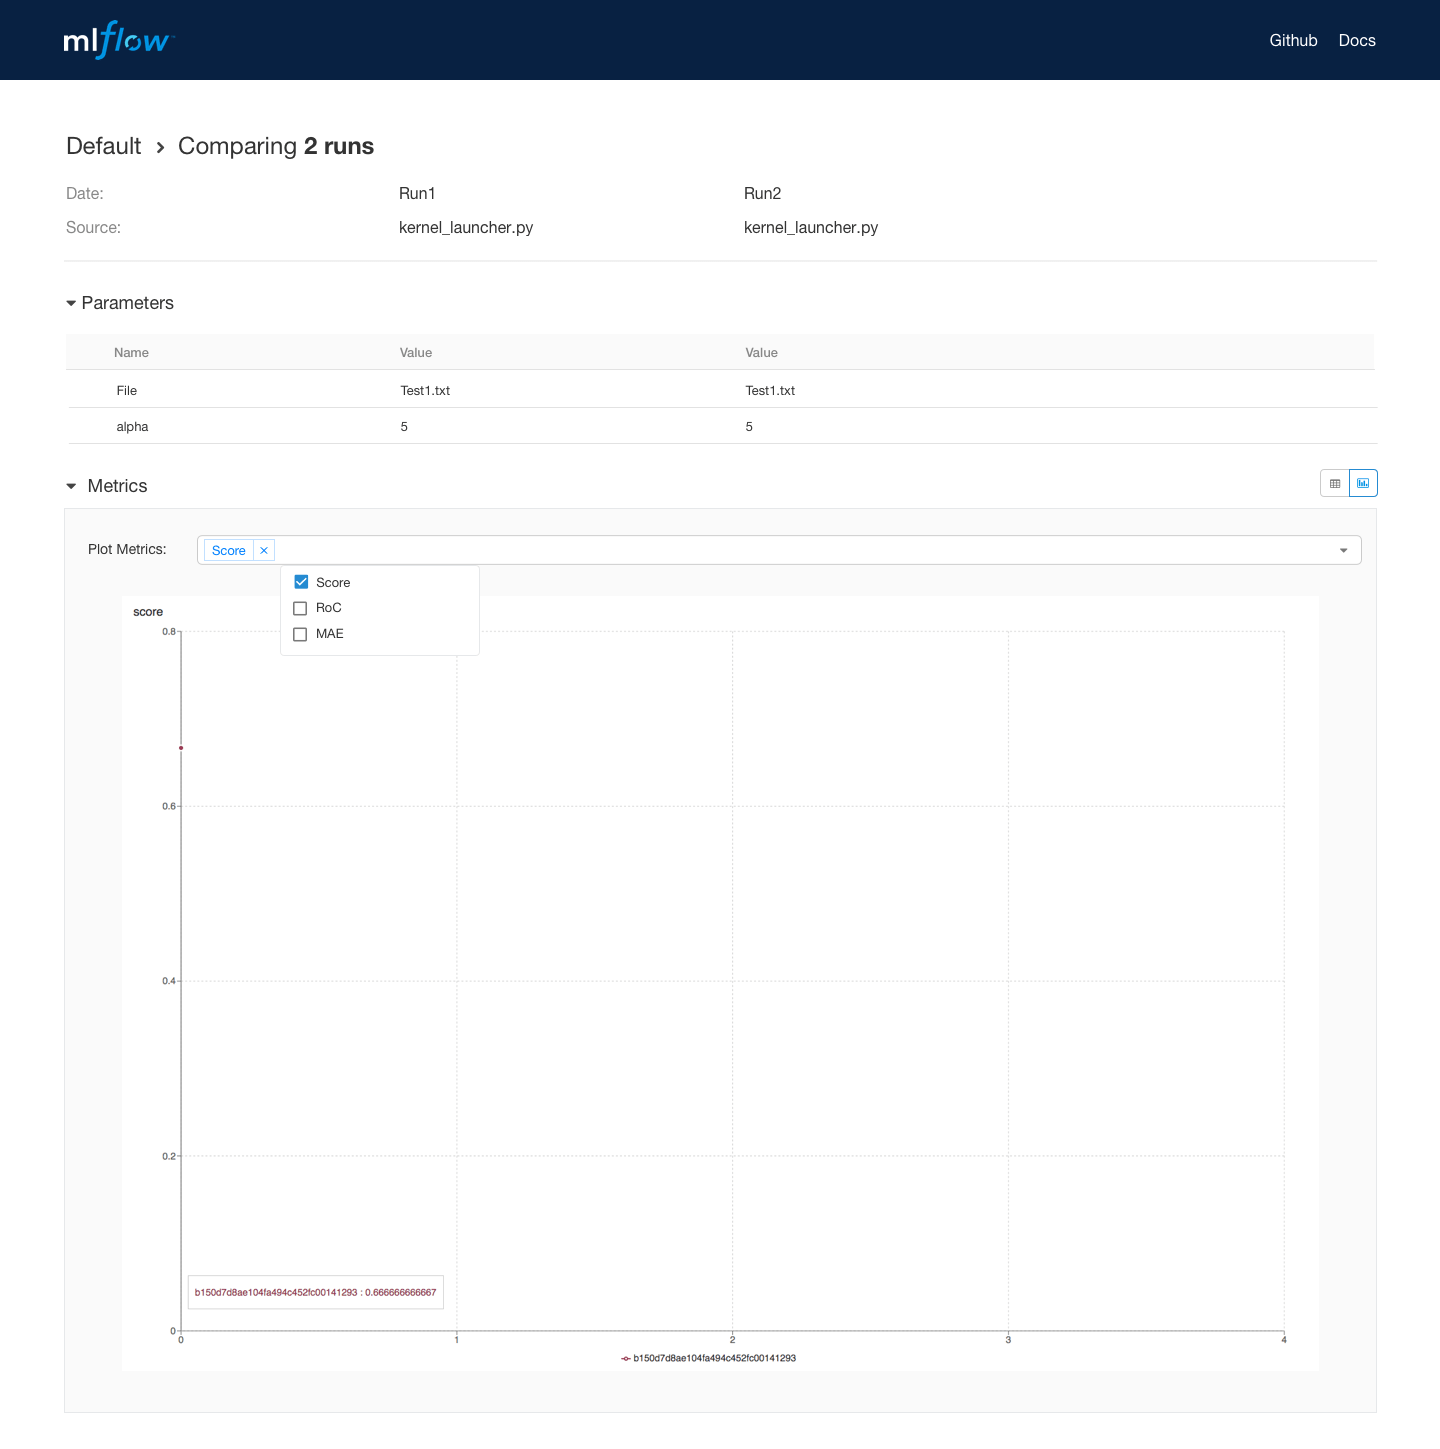 mlflow
Github Docs
Default > Comparing 2 runs
Date: Run1 Run2
Source: kernel_launcher.py kernel_launcher.py
Parameters
Name Value Value
File Test1.txt Test1.txt
alpha 5 5
Metrics
Plot Metrics: Score ×
Score
RoC
MAE
score
0.8
0.6
0.4
0.2
b150d7d8ae104fa494c452fc00141293 : 0.666666666667
0
0 1 2 3 4
b150d7d8ae104fa494c452fc00141293